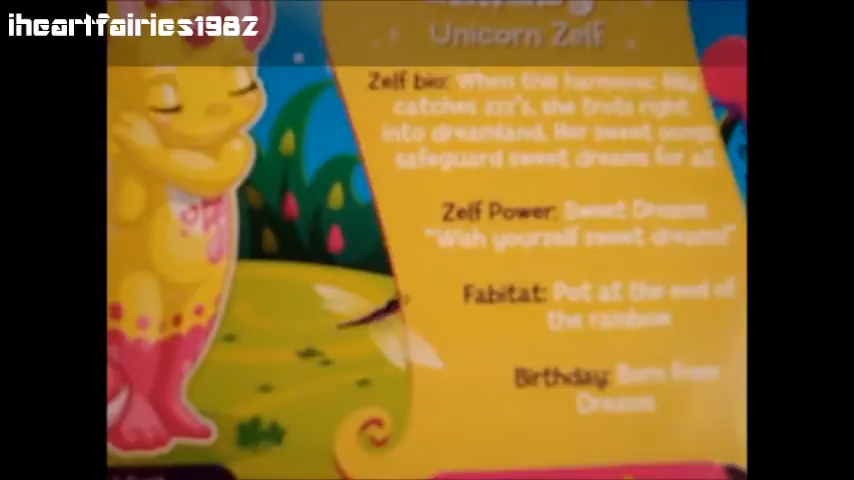 iheartfairies1982
Unicorn Zelf
Zelf bio: When this harmonic filly
catches zzz's, she trots right
into dreamland. Her sweet songs
safeguard sweet dreams for all.
Zelf Power: Sweet Dreams
"Wish yourself sweet dreams!"
Fabitat: Pot at the end of
the rainbow
Birthday: Born from
Dreams